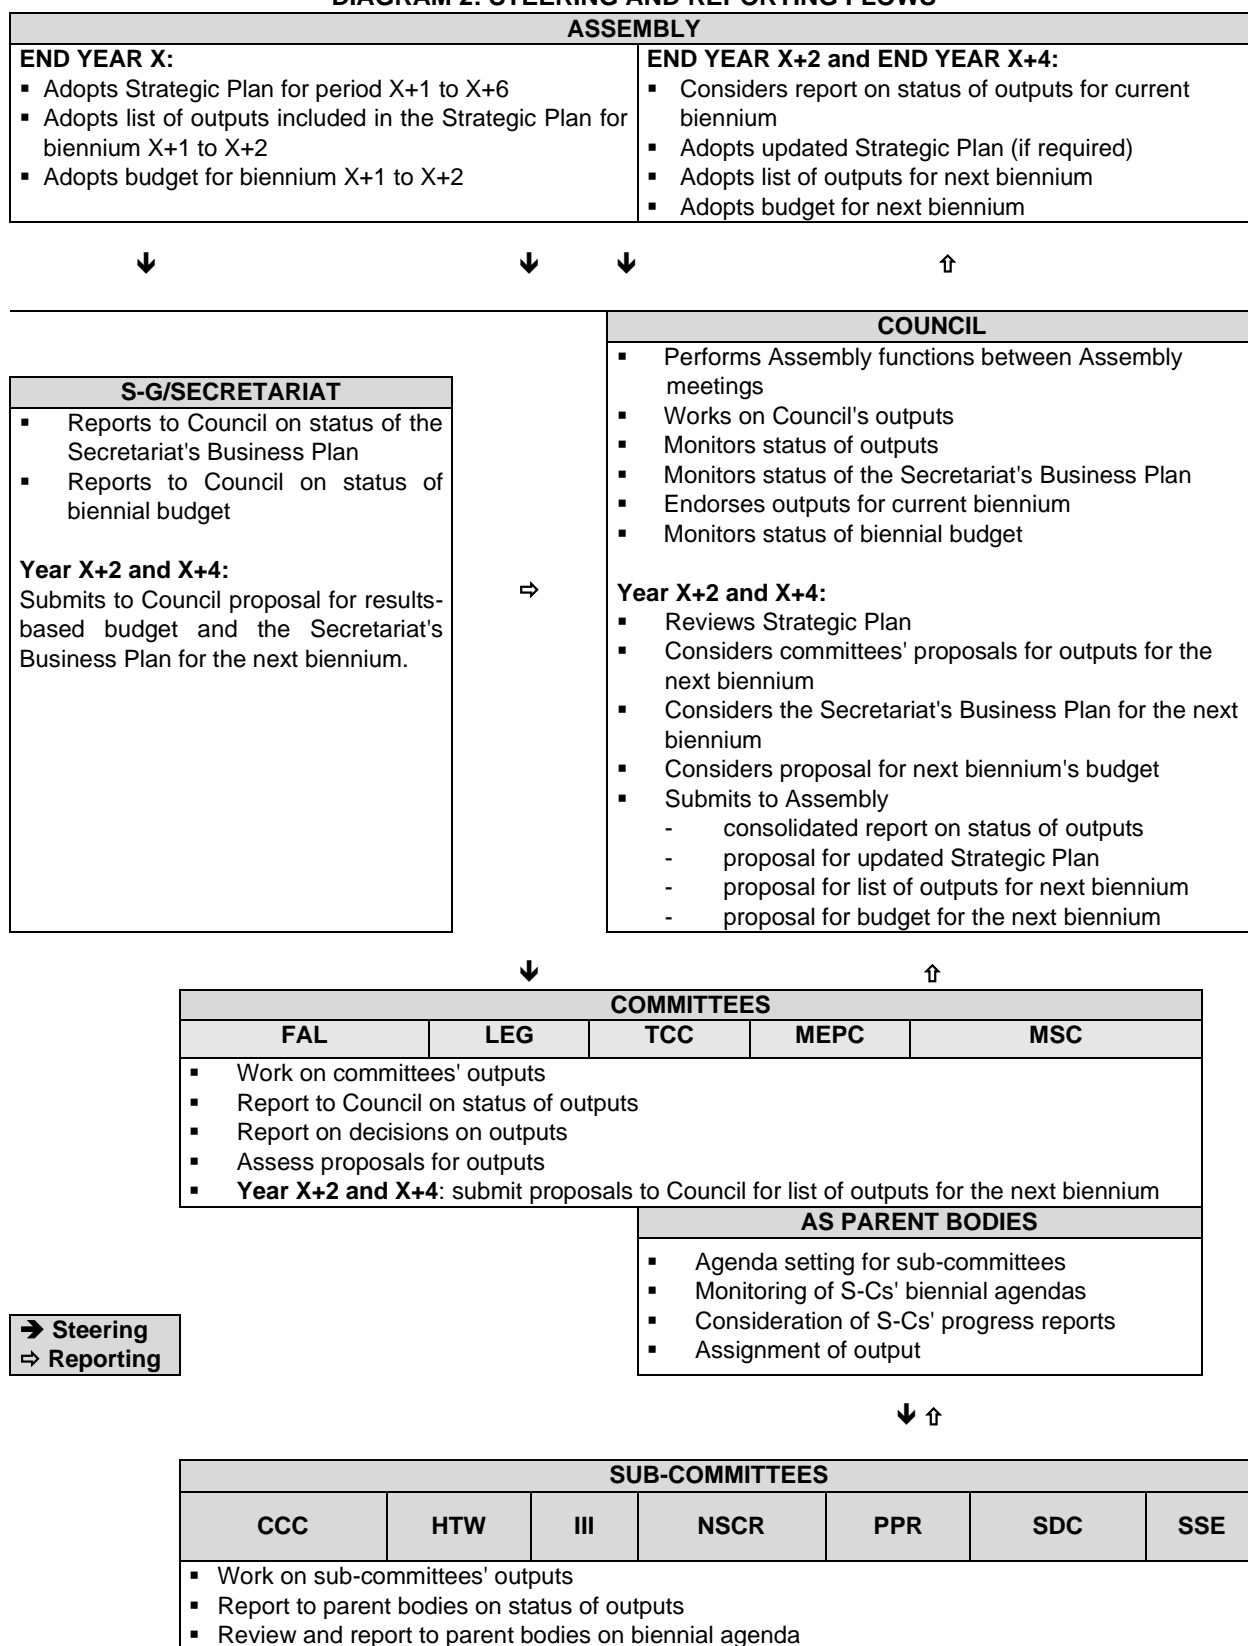 DIAGRAM 2: STEERING AND REPORTING FLOWS
ASSEMBLY
END YEAR X:
▪ Adopts Strategic Plan for period X+1 to X+6
▪ Adopts list of outputs included in the Strategic Plan for
biennium X+1 to X+2
▪ Adopts budget for biennium X+1 to X+2
END YEAR X+2 and END YEAR X+4:
▪ Considers report on status of outputs for current
biennium
▪ Adopts updated Strategic Plan (if required)
▪ Adopts list of outputs for next biennium
▪ Adopts budget for next biennium
S-G/SECRETARIAT
▪ Reports to Council on status of the
Secretariat's Business Plan
▪ Reports to Council on status of
biennial budget
Year X+2 and X+4:
Submits to Council proposal for results-
based budget and the Secretariat's
Business Plan for the next biennium.
COUNCIL
▪ Performs Assembly functions between Assembly
meetings
▪ Works on Council's outputs
▪ Monitors status of outputs
▪ Monitors status of the Secretariat's Business Plan
▪ Endorses outputs for current biennium
▪ Monitors status of biennial budget
Year X+2 and X+4:
▪ Reviews Strategic Plan
▪ Considers committees' proposals for outputs for the
next biennium
▪ Considers the Secretariat's Business Plan for the next
biennium
▪ Considers proposal for next biennium's budget
▪ Submits to Assembly
- consolidated report on status of outputs
- proposal for updated Strategic Plan
- proposal for list of outputs for next biennium
- proposal for budget for the next biennium
COMMITTEES
FAL LEG TCC MEPC MSC
▪ Work on committees' outputs
▪ Report to Council on status of outputs
▪ Report on decisions on outputs
▪ Assess proposals for outputs
▪ Year X+2 and X+4: submit proposals to Council for list of outputs for the next biennium
AS PARENT BODIES
▪ Agenda setting for sub-committees
▪ Monitoring of S-Cs' biennial agendas
▪ Consideration of S-Cs' progress reports
▪ Assignment of output
➔ Steering
⇨ Reporting
SUB-COMMITTEES
CCC HTW III NSCR PPR SDC SSE
▪ Work on sub-committees' outputs
▪ Report to parent bodies on status of outputs
▪ Review and report to parent bodies on biennial agenda